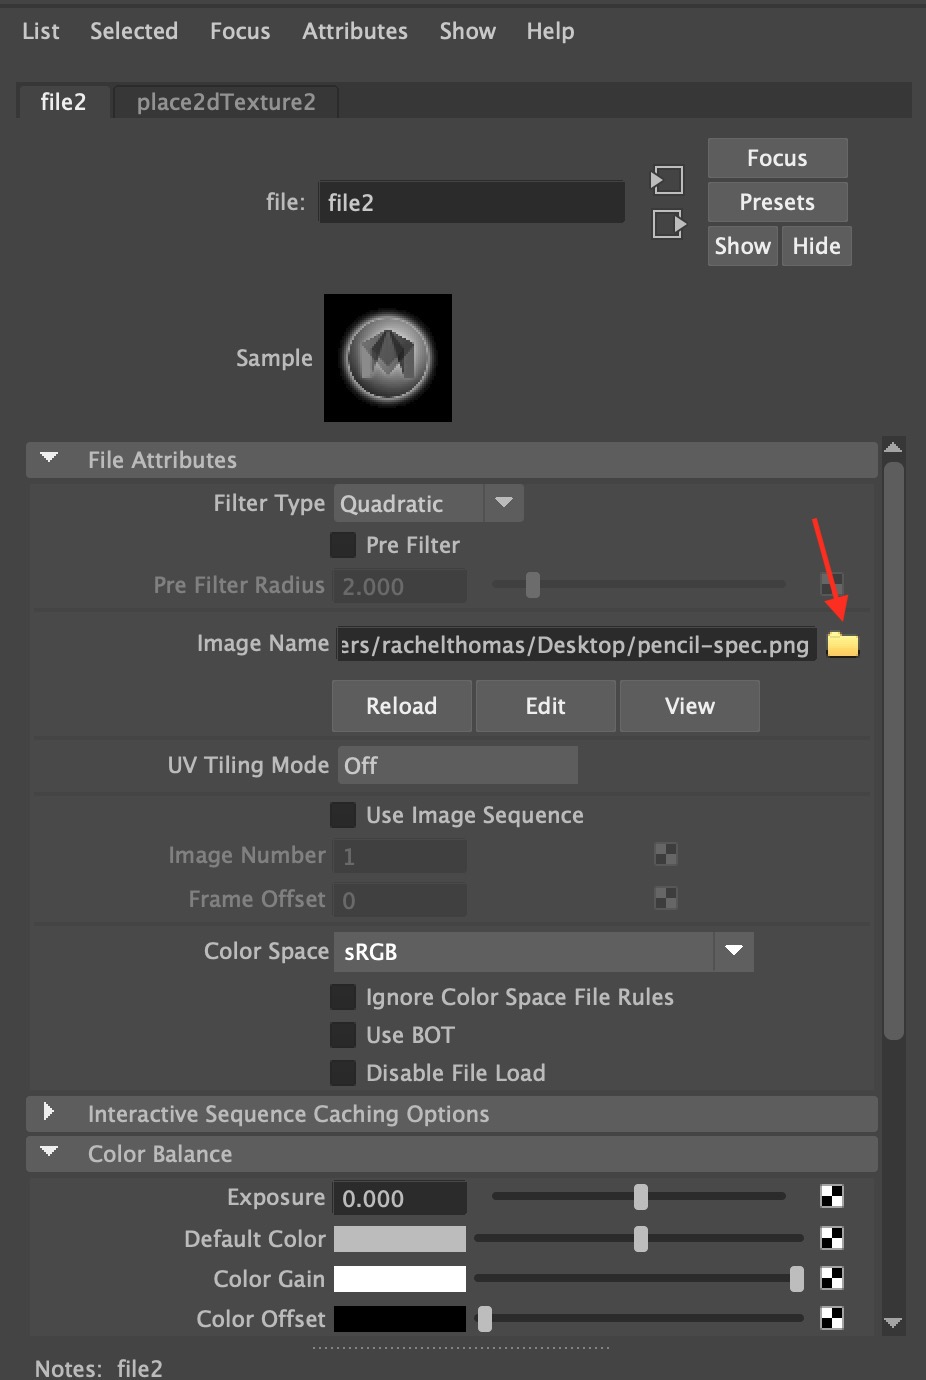 List Selected Focus Attributes Show Help
file2 place2dTexture2
Focus
file: file2
Presets
Show Hide
Sample
File Attributes
Filter Type Quadratic
Pre Filter
Pre Filter Radius 2.000
Image Name ers/rachelthomas/Desktop/pencil-spec.png
Reload Edit View
UV Tiling Mode Off
Use Image Sequence
Image Number 1
Frame Offset 0
Color Space sRGB
Ignore Color Space File Rules
Use BOT
Disable File Load
Interactive Sequence Caching Options
Color Balance
Exposure 0.000
Default Color
Color Gain
Color Offset
Notes: file2